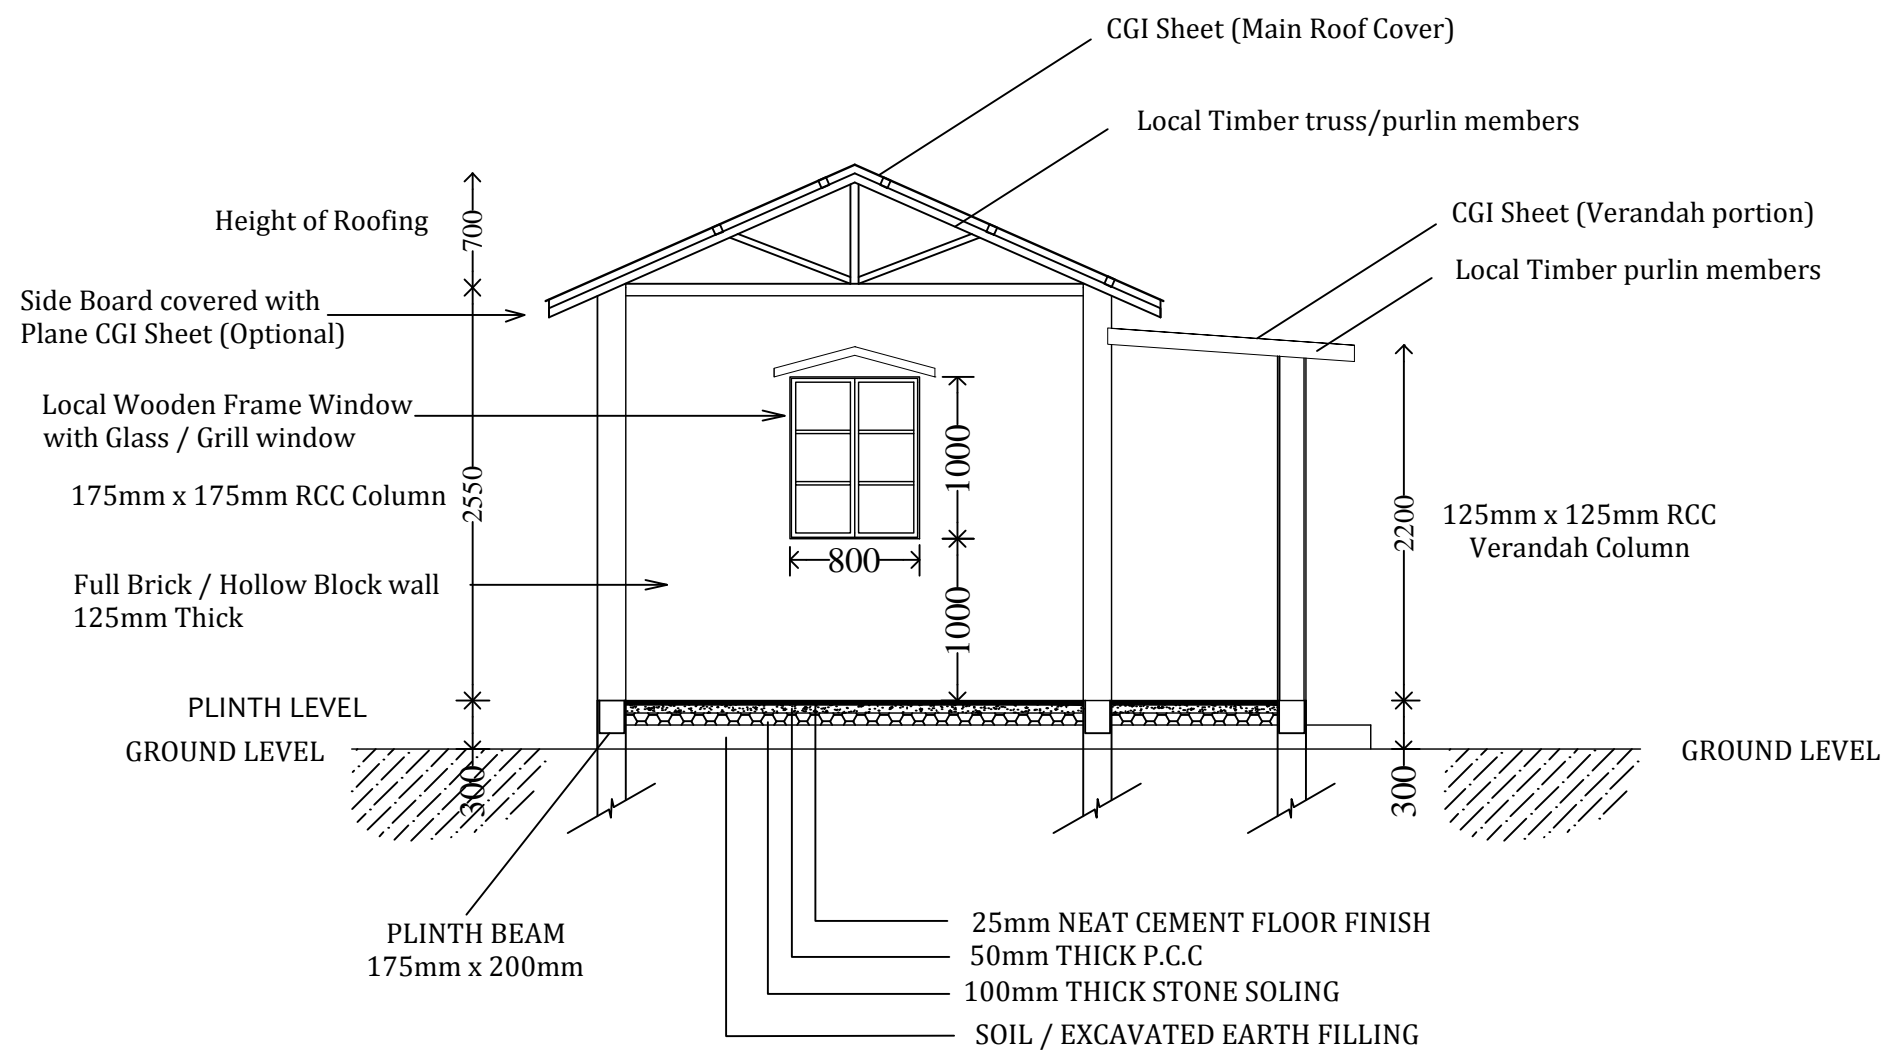 CGI Sheet (Main Roof Cover)
Local Timber truss/purlin members
Height of Roofing
700
CGI Sheet (Verandah portion)
Local Timber purlin members
Side Board covered with
Plane CGI Sheet (Optional)
Local Wooden Frame Window
with Glass / Grill window
1000
175mm x 175mm RCC Column
2550
2200
125mm x 125mm RCC
Verandah Column
800
Full Brick / Hollow Block wall
125mm Thick
1000
PLINTH LEVEL
GROUND LEVEL
GROUND LEVEL
300
300
PLINTH BEAM
175mm x 200mm
25mm NEAT CEMENT FLOOR FINISH
50mm THICK P.C.C
100mm THICK STONE SOLING
SOIL / EXCAVATED EARTH FILLING